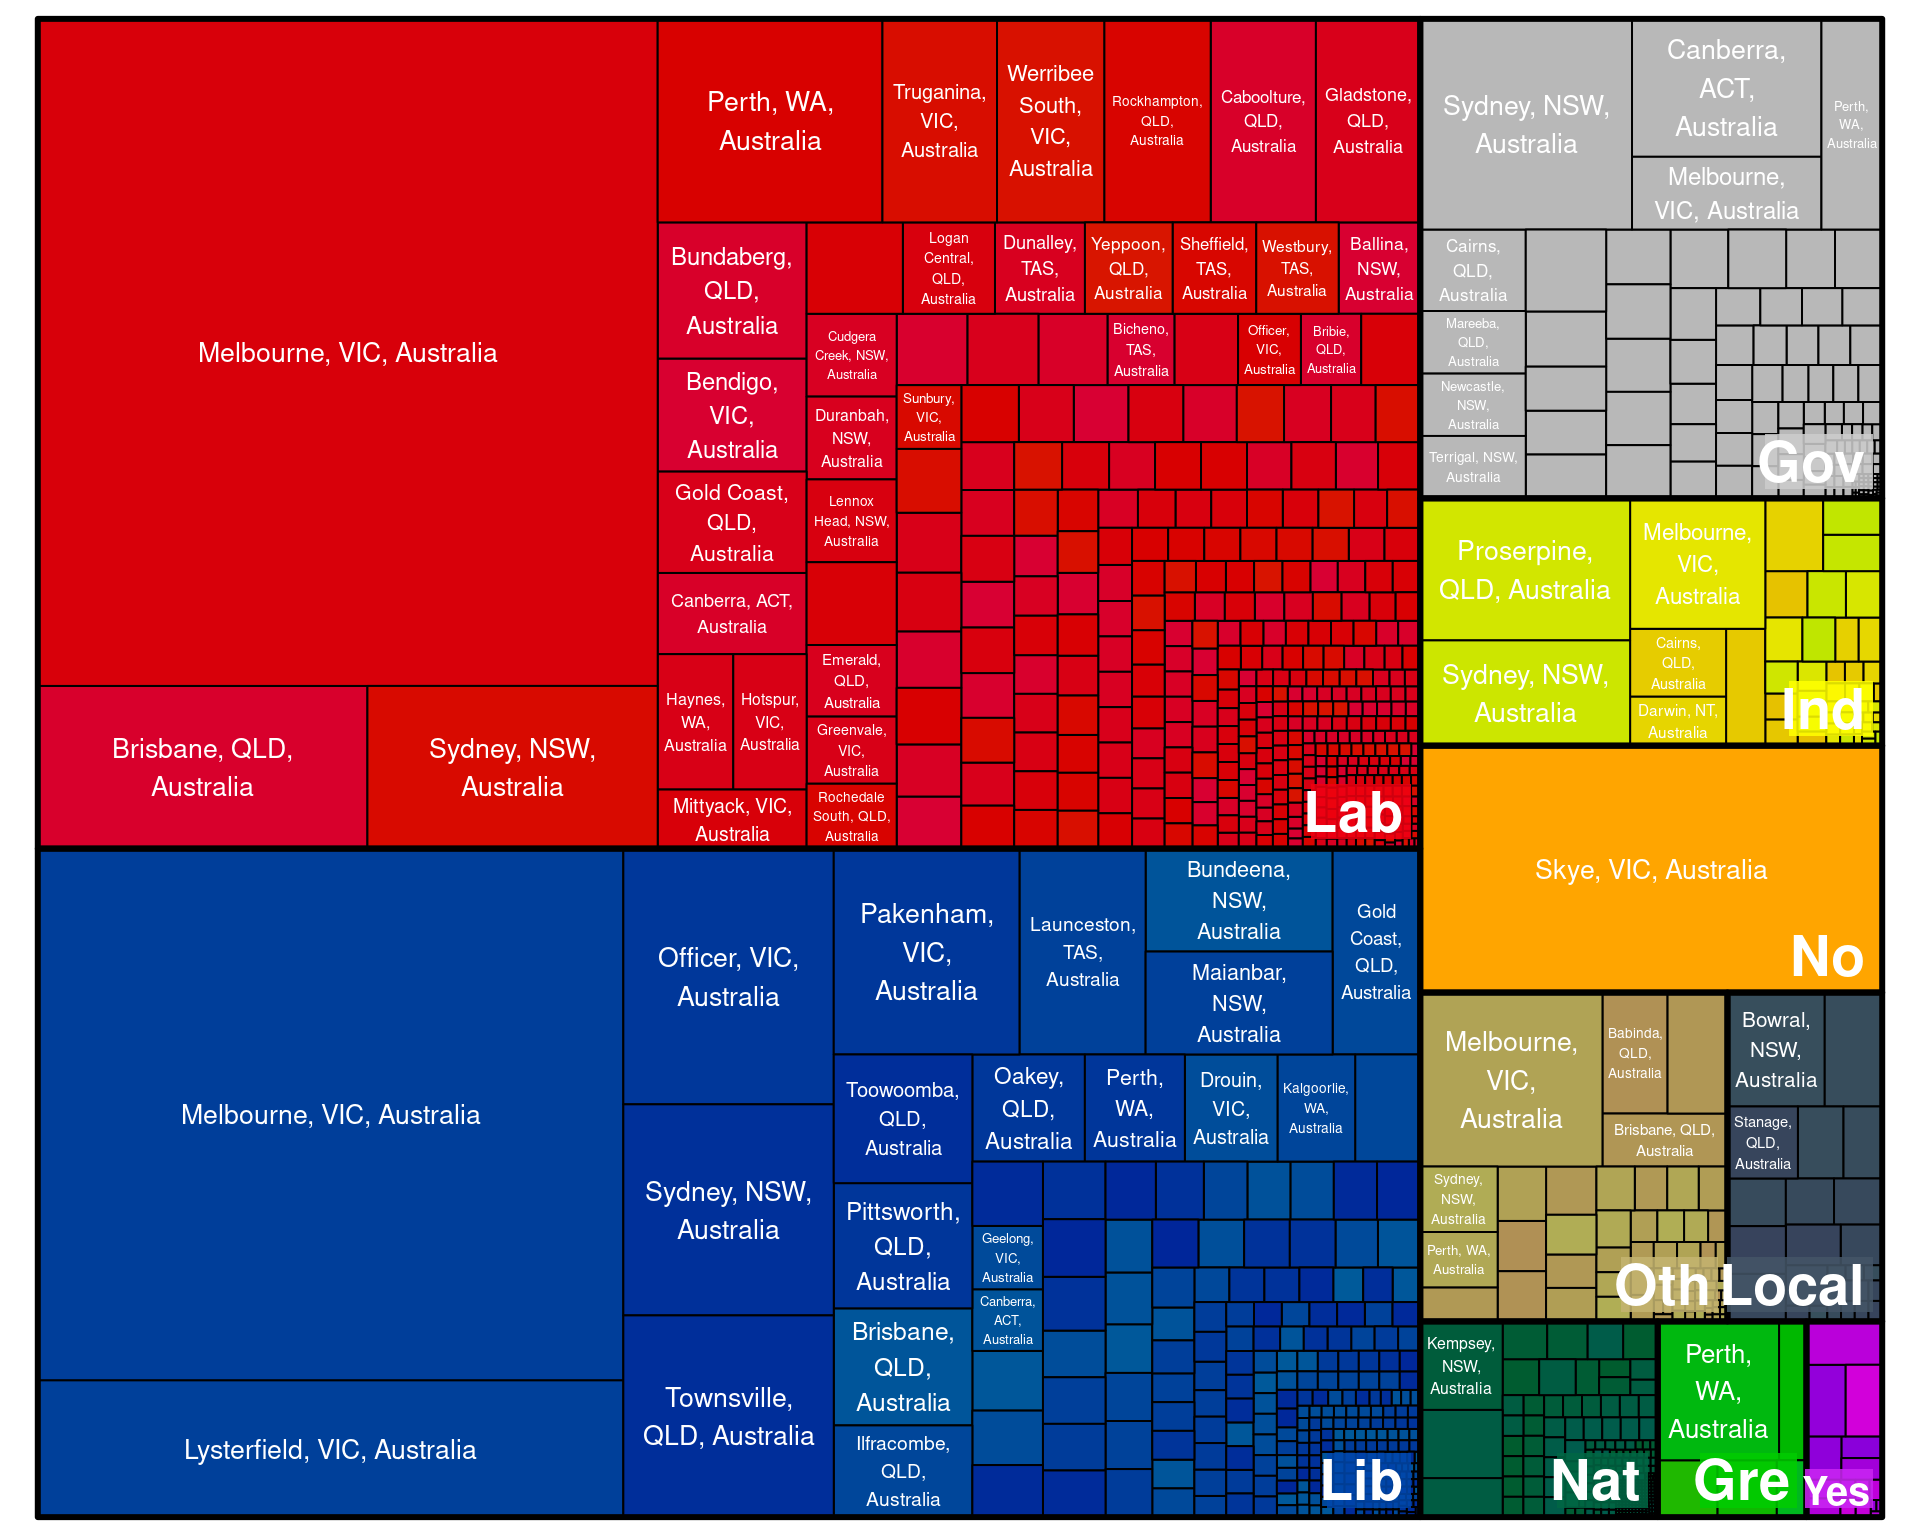 Melbourne, VIC, Australia
Brisbane, QLD,
Australia
Sydney, NSW,
Australia
Perth, WA,
Australia
Truganina,
VIC,
Australia
Werribee
South,
VIC,
Australia
Rockhampton,
QLD,
Australia
Caboolture,
QLD,
Australia
Gladstone,
QLD,
Australia
Bundaberg,
QLD,
Australia
Bendigo,
VIC,
Australia
Gold Coast,
QLD,
Australia
Canberra, ACT,
Australia
Haynes,
WA,
Australia
Hotspur,
VIC,
Australia
Mittyack, VIC,
Australia
Logan
Central,
QLD,
Australia
Dunalley,
TAS,
Australia
Yeppoon,
QLD,
Australia
Sheffield,
TAS,
Australia
Westbury,
TAS,
Australia
Ballina,
NSW,
Australia
Cudgera
Creek, NSW,
Australia
Duranbah,
NSW,
Australia
Lennox
Head, NSW,
Australia
Emerald,
QLD,
Australia
Greenvale,
VIC,
Australia
Rochedale
South, QLD,
Australia
Bicheno,
TAS,
Australia
Officer,
VIC,
Australia
Bribie,
QLD,
Australia
Sunbury,
VIC,
Australia
Lab
Melbourne, VIC, Australia
Lysterfield, VIC, Australia
Officer, VIC,
Australia
Sydney, NSW,
Australia
Townsville,
QLD, Australia
Pakenham,
VIC,
Australia
Launceston,
TAS,
Australia
Bundeena,
NSW,
Australia
Maianbar,
NSW,
Australia
Gold
Coast,
QLD,
Australia
Toowoomba,
QLD,
Australia
Pittsworth,
QLD,
Australia
Brisbane,
QLD,
Australia
Ilfracombe,
QLD,
Australia
Oakey,
QLD,
Australia
Perth,
WA,
Australia
Drouin,
VIC,
Australia
Kalgoorlie,
WA,
Australia
Geelong,
VIC,
Australia
Canberra,
ACT,
Australia
Lib
Sydney, NSW,
Australia
Canberra,
ACT,
Australia
Melbourne,
VIC, Australia
Perth,
WA,
Australia
Cairns,
QLD,
Australia
Mareeba,
QLD,
Australia
Newcastle,
NSW,
Australia
Terrigal, NSW,
Australia
Gov
Proserpine,
QLD, Australia
Sydney, NSW,
Australia
Melbourne,
VIC,
Australia
Cairns,
QLD,
Australia
Darwin, NT,
Australia
Ind
Skye, VIC, Australia
No
Melbourne,
VIC,
Australia
Babinda,
QLD,
Australia
Brisbane, QLD,
Australia
Sydney,
NSW,
Australia
Perth, WA,
Australia
Oth
Bowral,
NSW,
Australia
Stanage,
QLD,
Australia
Local
Kempsey,
NSW,
Australia
Nat
Perth,
WA,
Australia
Gre
Yes